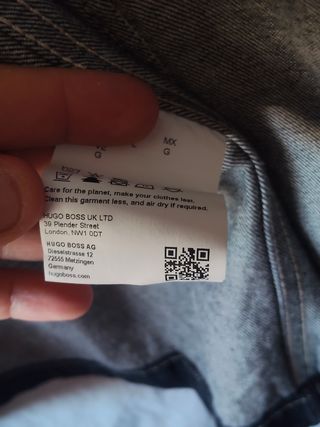 MX
G
G
Care for the planet, make your clothes last.
Clean this garment less, and air dry if required.
HUGO BOSS UK LTD
39 Plender Street
London, NW1 0DT
HUGO BOSS AG
Dieselstrasse 12
72555 Metzingen
Germany
hugoboss.com